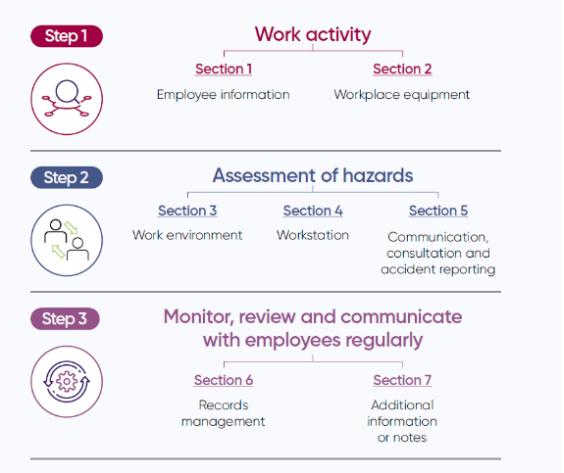 Step 1
Work activity
Section 1
Section 2
Employee information
Workplace equipment
Step 2
Assessment of hazards
Section 3
Section 4
Section 5
Work environment
Workstation
Communication,
consultation and
accident reporting
Step 3
Monitor, review and communicate
with employees regularly
Section 6
Section 7
Records
management
Additional
information
or notes